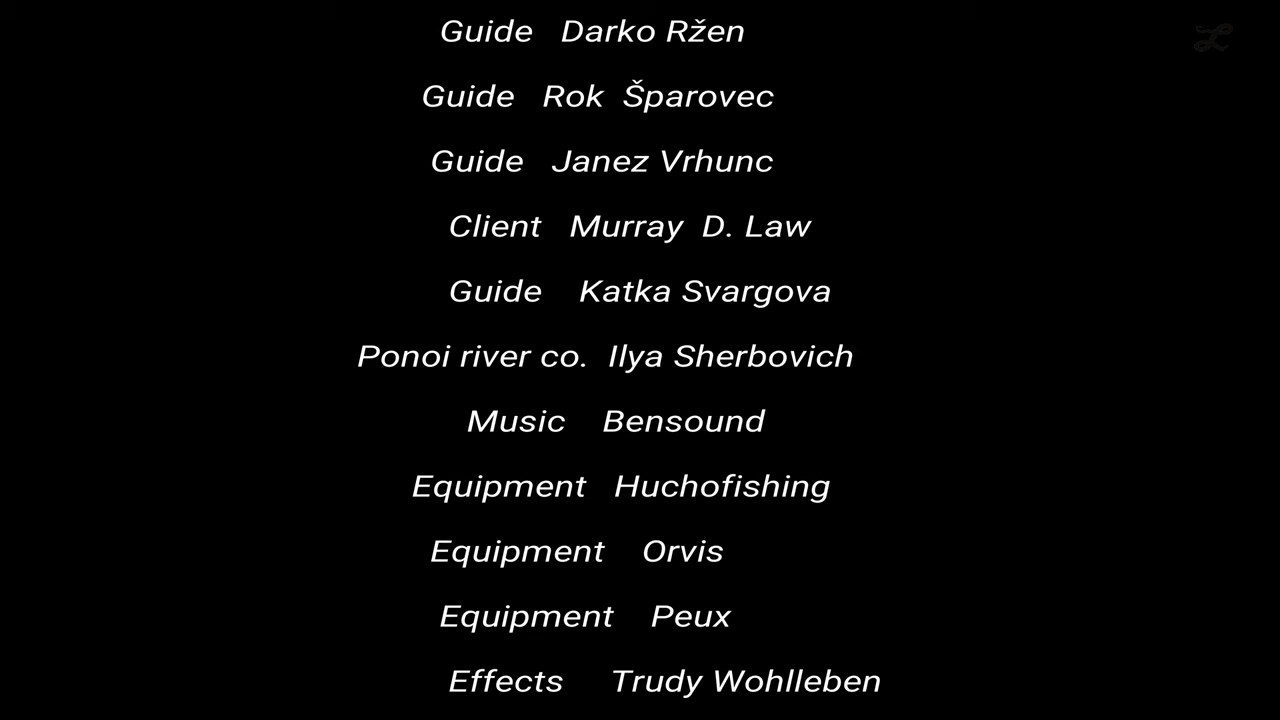 Guide Darko Ržen
Guide Rok Šparovec
Guide Janez Vrhunc
Client Murray D. Law
Guide Katka Svargova
Ponoi river co. Ilya Sherbovich
Music Bensound
Equipment Huchofishing
Equipment Orvis
Equipment Peux
Effects Trudy Wohlleben